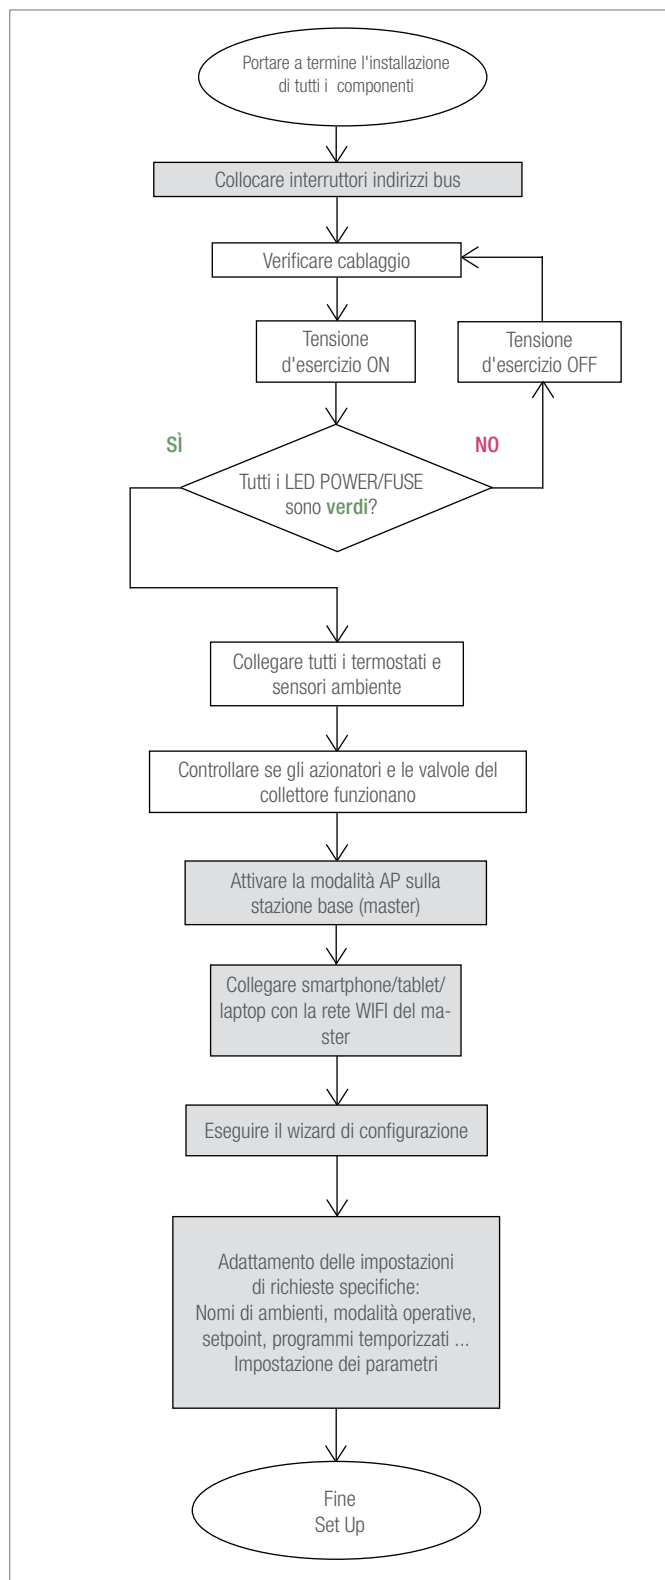 Portare a termine l'installazione
di tutti i componenti
Collocare interruttori indirizzi bus
Verificare cablaggio
Tensione
d'esercizio ON
Tensione
d'esercizio OFF
SÌ
NO
Tutti i LED POWER/FUSE
sono verdi?
Collegare tutti i termostati e
sensori ambiente
Controllare se gli azionatori e le valvole del
collettore funzionano
Attivare la modalità AP sulla
stazione base (master)
Collegare smartphone/tablet/
laptop con la rete WIFI del ma-
ster
Eseguire il wizard di configurazione
Adattamento delle impostazioni
di richieste specifiche:
Nomi di ambienti, modalità operative,
setpoint, programmi temporizzati ...
Impostazione dei parametri
Fine
Set Up